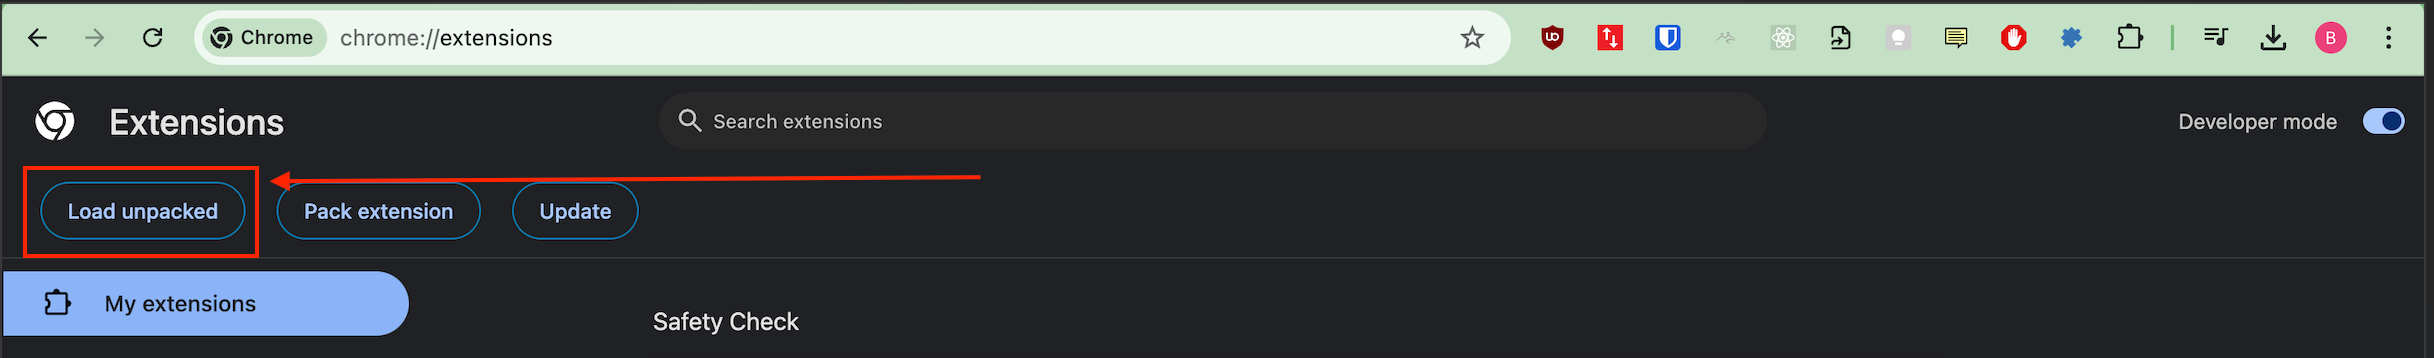 Chrome chrome://extensions B
Extensions Search extensions Developer mode
Load unpacked Pack extension Update
My extensions
Safety Check